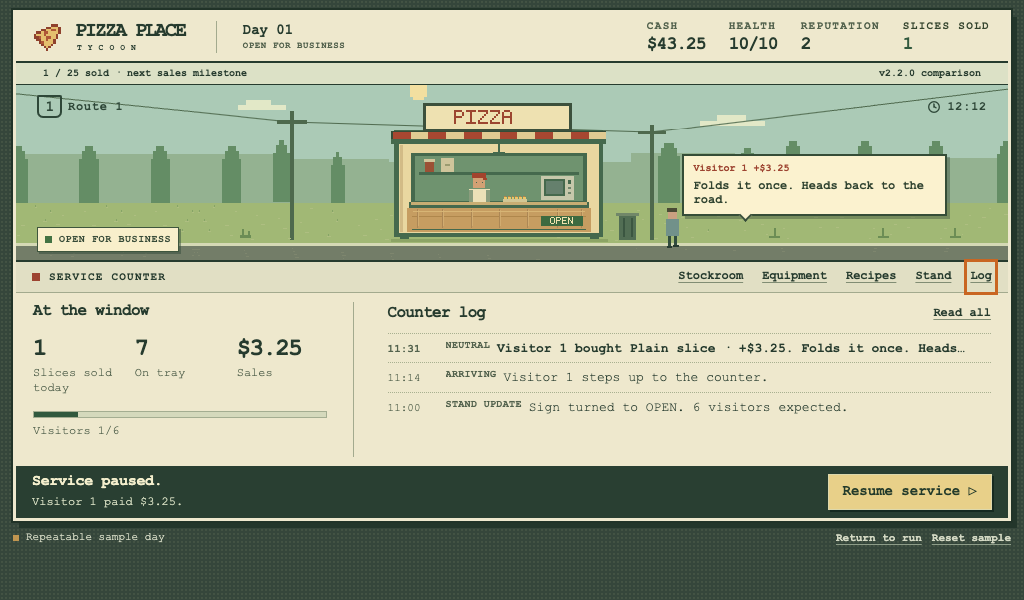 PIZZA PLACE
TYCOON
Day 01
OPEN FOR BUSINESS
CASH
$43.25
HEALTH
10/10
REPUTATION
2
SLICES SOLD
1
1 / 25 sold · next sales milestone
v2.2.0 comparison
1 Route 1
12:12
PIZZA
Visitor 1 +$3.25
Folds it once. Heads back to the
road.
OPEN
OPEN FOR BUSINESS
SERVICE COUNTER
Stockroom
Equipment
Recipes
Stand
Log
At the window
1
Slices sold
today
7
On tray
$3.25
Sales
Visitors 1/6
Counter log
Read all
11:31 NEUTRAL Visitor 1 bought Plain slice · +$3.25. Folds it once. Heads…
11:14 ARRIVING Visitor 1 steps up to the counter.
11:00 STAND UPDATE Sign turned to OPEN. 6 visitors expected.
Service paused.
Visitor 1 paid $3.25.
Resume service ▷
Repeatable sample day
Return to run
Reset sample